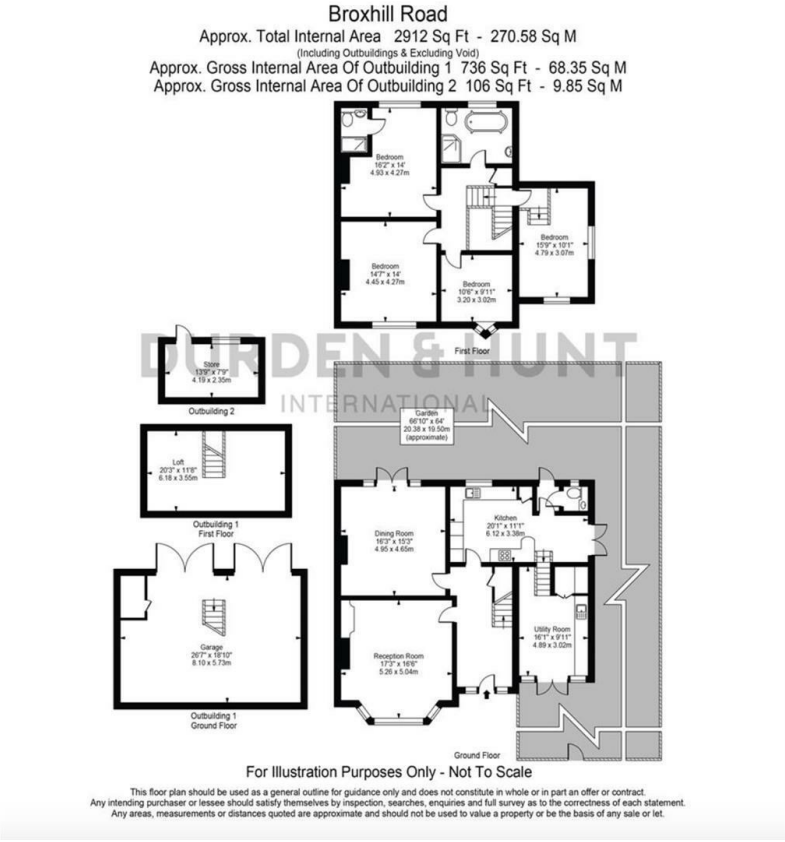 Broxhill Road
Approx. Total Internal Area 2912 Sq Ft - 270.58 Sq M
(Including Outbuildings & Excluding Void)
Approx. Gross Internal Area Of Outbuilding 1 736 Sq Ft - 68.35 Sq M
Approx. Gross Internal Area Of Outbuilding 2 106 Sq Ft - 9.85 Sq M
Bedroom
16'2" x 14'
4.93 x 4.27m
Bedroom
15'9" x 10'1"
4.79 x 3.07m
Bedroom
14'7" x 14'
4.45 x 4.27m
Bedroom
10'6" x 9'11"
3.20 x 3.02m
First Floor
DURDEN & HUNT
INTERNATIONAL
Store
13'9" x 7'9"
4.19 x 2.35m
Outbuilding 2
Garden
66'10" x 64'
20.38 x 19.50m
(approximate)
Loft
20'3" x 11'8"
6.18 x 3.55m
Outbuilding 1
First Floor
Kitchen
20'1" x 11'1"
6.12 x 3.38m
Dining Room
16'3" x 15'3"
4.95 x 4.65m
Garage
26'7" x 18'10"
8.10 x 5.73m
Outbuilding 1
Ground Floor
Utility Room
16'1" x 9'11"
4.89 x 3.02m
Reception Room
17'3" x 16'6"
5.26 x 5.04m
Ground Floor
For Illustration Purposes Only - Not To Scale
This floor plan should be used as a general outline for guidance only and does not constitute in whole or in part an offer or contract.
Any intending purchaser or lessee should satisfy themselves by inspection, searches, enquiries and full survey as to the correctness of each statement.
Any areas, measurements or distances quoted are approximate and should not be used to value a property or be the basis of any sale or let.